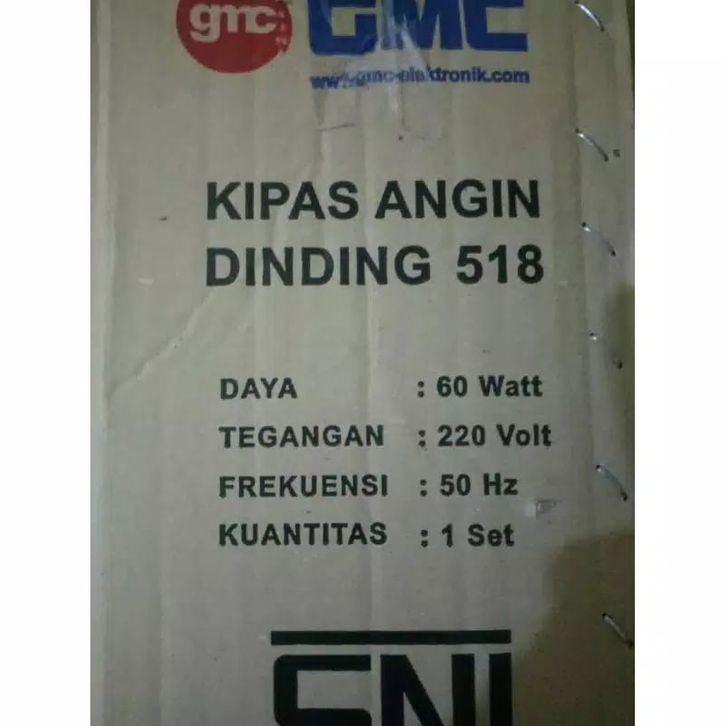 gmc GMC
www.gmc-elektronik.com
KIPAS ANGIN
DINDING 518
DAYA : 60 Watt
TEGANGAN : 220 Volt
FREKUENSI : 50 Hz
KUANTITAS : 1 Set
SNI